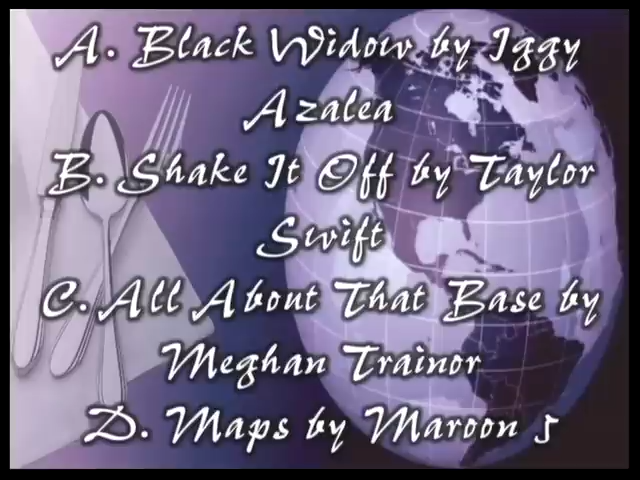 A. Black Widow by Iggy
Azalea
B. Shake It Off by Taylor
Swift
C. All About That Base by
Meghan Trainor
D. Maps by Maroon 5